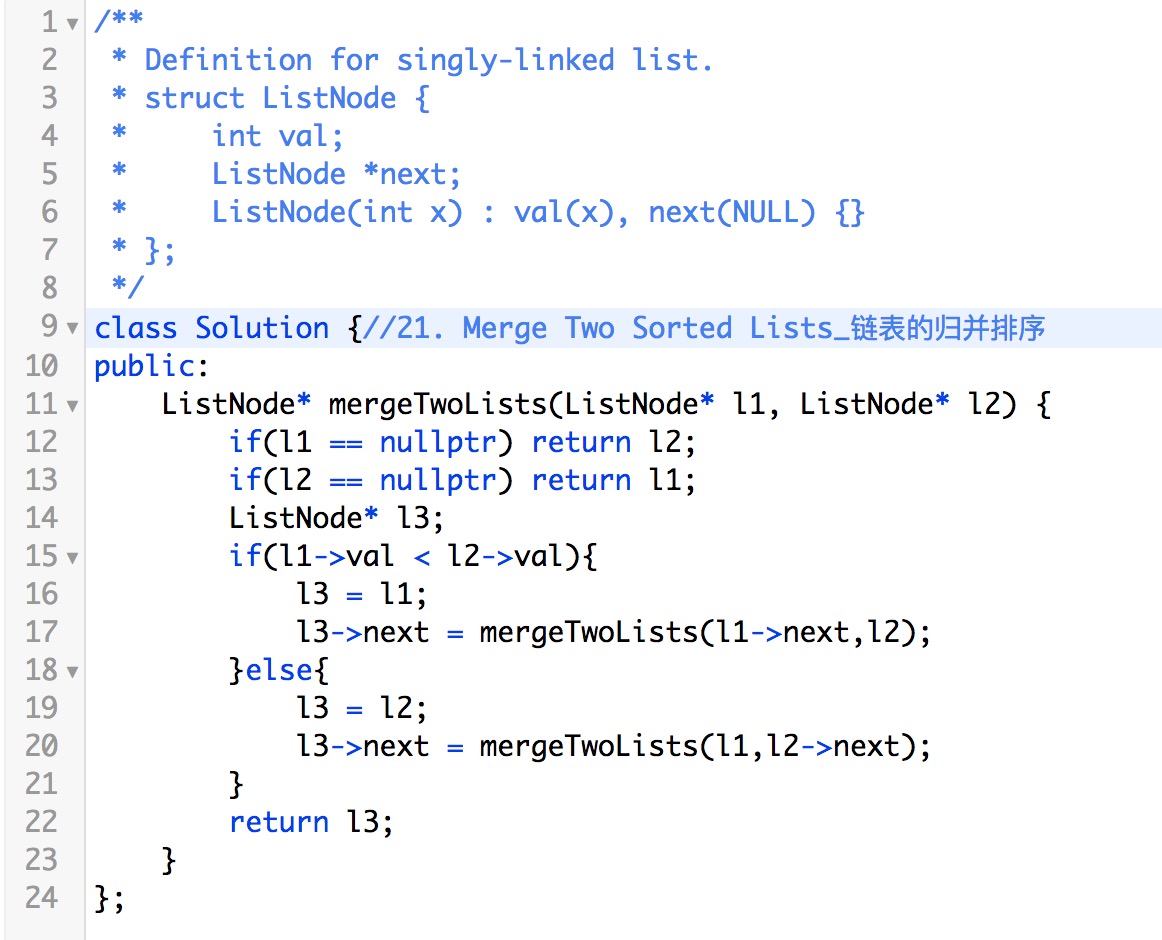 1 /**
2  * Definition for singly-linked list.
3  * struct ListNode {
4  *     int val;
5  *     ListNode *next;
6  *     ListNode(int x) : val(x), next(NULL) {}
7  * };
8  */
9 class Solution {//21. Merge Two Sorted Lists_链表的归并排序
10 public:
11     ListNode* mergeTwoLists(ListNode* l1, ListNode* l2) {
12         if(l1 == nullptr) return l2;
13         if(l2 == nullptr) return l1;
14         ListNode* l3;
15         if(l1->val < l2->val){
16             l3 = l1;
17             l3->next = mergeTwoLists(l1->next,l2);
18         }else{
19             l3 = l2;
20             l3->next = mergeTwoLists(l1,l2->next);
21         }
22         return l3;
23     }
24 };